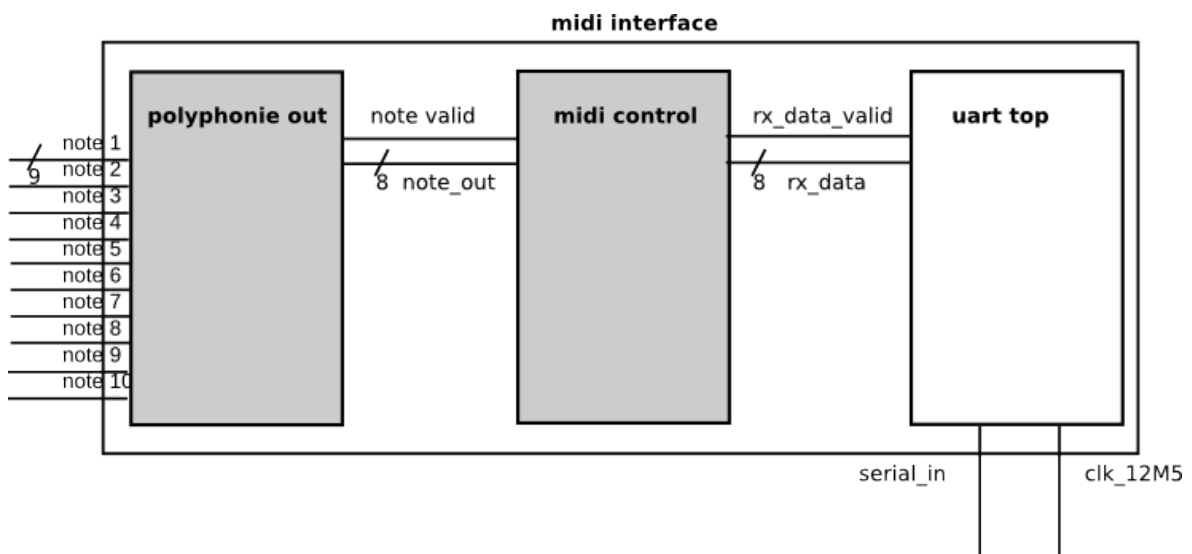 midi interface
polyphonie out
note valid
midi control
rx_data_valid
uart top
note 1
9
note 2
8 note_out
8 rx_data
note 3
note 4
note 5
note 6
note 7
note 8
note 9
note 10
serial_in
clk_12M5